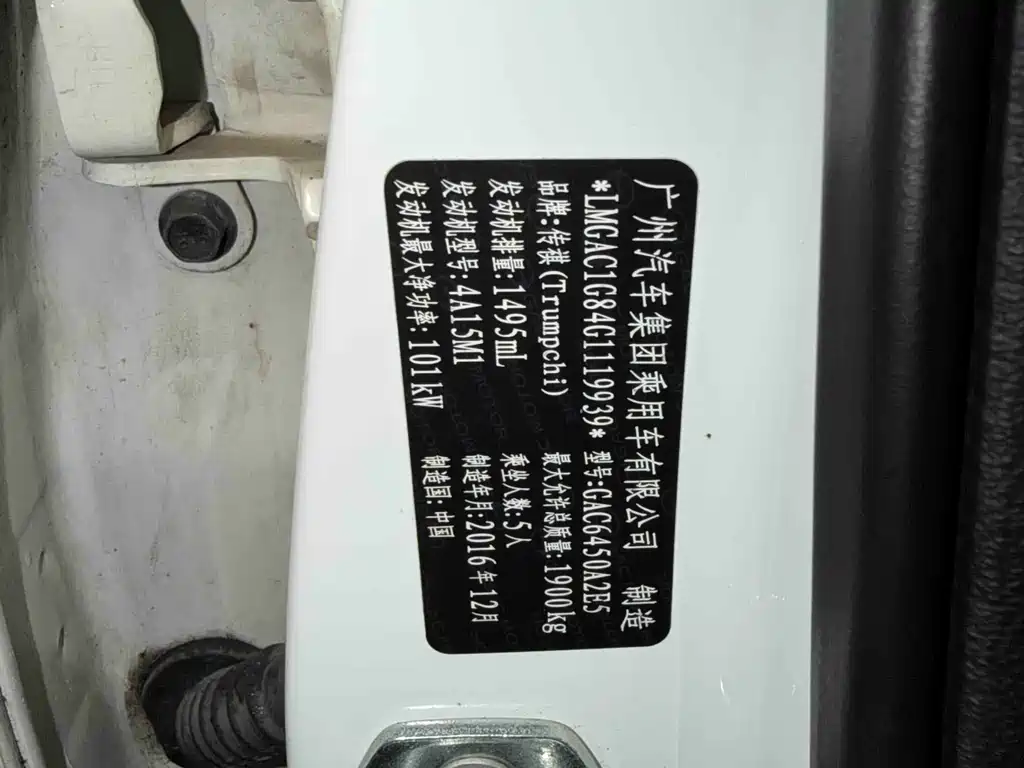 广州汽车集团乘用车有限公司 制造
*LMGAC1G84G1119939* 型号:GAC6450A2E5
品牌:传祺(Trumpchi) 最大允许总质量:1900kg
发动机排量:1495mL 乘坐人数:5人
发动机型号:4A15M1 制造年月:2016年12月
发动机最大净功率:101kW 制造国:中国